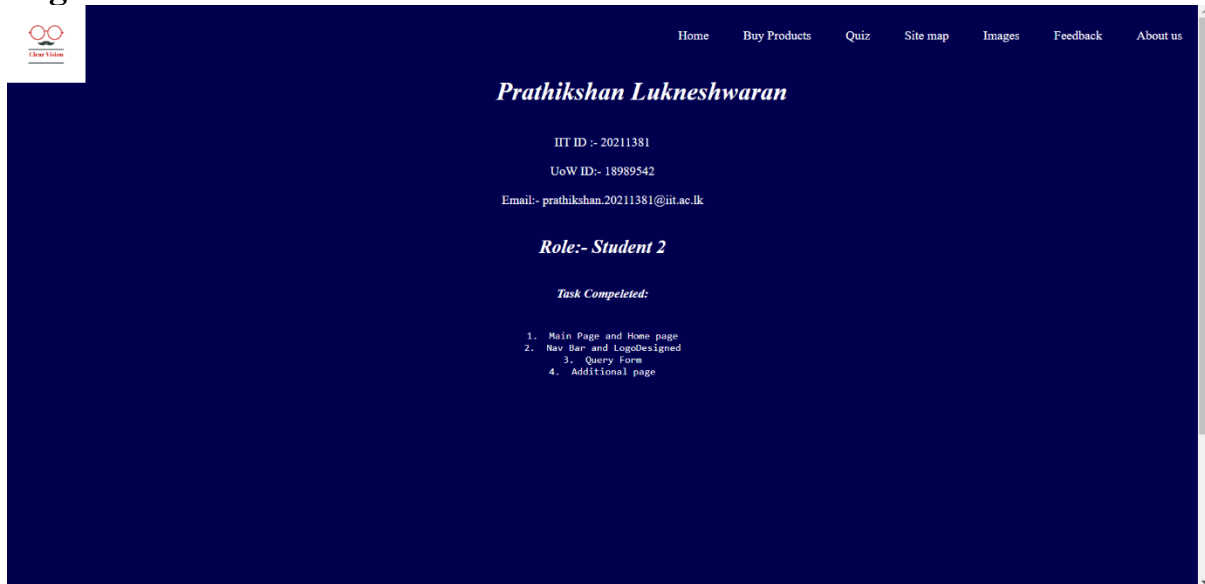 Clear Vision
Home Buy Products Quiz Site map Images Feedback About us
Prathikshan Lukneshwaran
IIT ID :- 20211381
UoW ID:- 18989542
Email:- prathikshan.20211381@iit.ac.lk
Role:- Student 2
Task Compeleted:
1. Main Page and Home page
2. Nav Bar and LogoDesigned
3. Query Form
4. Additional page